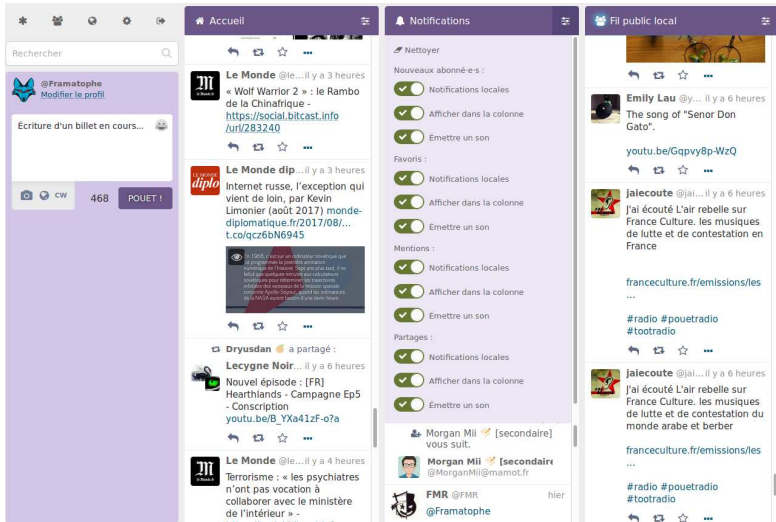 Rechercher
@Framatophe
Modifier le profil
Écriture d'un billet en cours...
CW
468
POUET !
Accueil
Le Monde @le... il y a 3 heures
« Wolf Warrior 2 » : le Rambo
de la Chinafrique -
https://social.bitcast.info
/url/283240
Le Monde dip... il y a 3 heures
Internet russe, l'exception qui
vient de loin, par Kevin
Limonier (août 2017) monde-
diplomatique.fr/2017/08/...
t.co/qcz6bN6945
Dryusdan a partagé :
Lecygne Noir... il y a 6 heures
Nouvel épisode : [FR]
Hearthlands - Campagne Ep5
- Conscription
youtu.be/B_YXa41zF-o?a
Le Monde @le... il y a 4 heures
Terrorisme : « les psychiatres
n'ont pas vocation à
collaborer avec le ministère
de l'intérieur » -
Notifications
Nettoyer
Nouveaux abonné·e·s :
Notifications locales
Afficher dans la colonne
Émettre un son
Favoris :
Notifications locales
Afficher dans la colonne
Émettre un son
Mentions :
Notifications locales
Afficher dans la colonne
Émettre un son
Partages :
Notifications locales
Afficher dans la colonne
Émettre un son
Morgan Mii [secondaire]
vous suit.
Morgan Mii [secondaire
@MorganMii@mamot.fr
FMR @FMR hier
@Framatophe
Fil public local
Emily Lau @y... il y a 6 heures
The song of "Senor Don
Gato".
youtu.be/Gqpvy8p-WzQ
jaiecoute @jai... il y a 6 heures
J'ai écouté L'air rebelle sur
France Culture. les musiques
de lutte et de contestation en
France
franceculture.fr/emissions/les
...
#radio #pouetradio
#tootradio
jaiecoute @jai... il y a 6 heures
J'ai écouté L'air rebelle sur
France Culture. les musiques
de lutte et de contestation du
monde arabe et berber
franceculture.fr/emissions/les
...
#radio #pouetradio
#tootradio